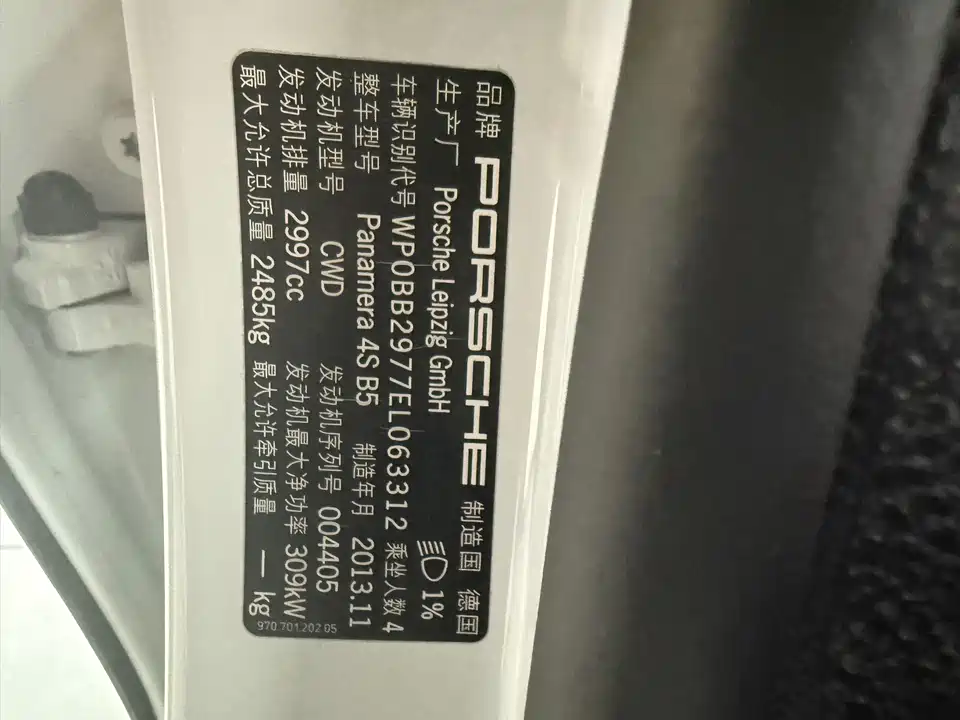 品牌 PORSCHE 制造国 德国
生产厂 Porsche Leipzig GmbH 1%
车辆识别代号 WP0BB2977EL063312 乘坐人数 4
整车型号 Panamera 4S B5 制造年月 2013.11
发动机型号 CWD 发动机序列号 004405
发动机排量 2997cc 发动机最大净功率 309kW
最大允许总质量 2485kg 最大允许牵引质量 — kg
970.701.202.05